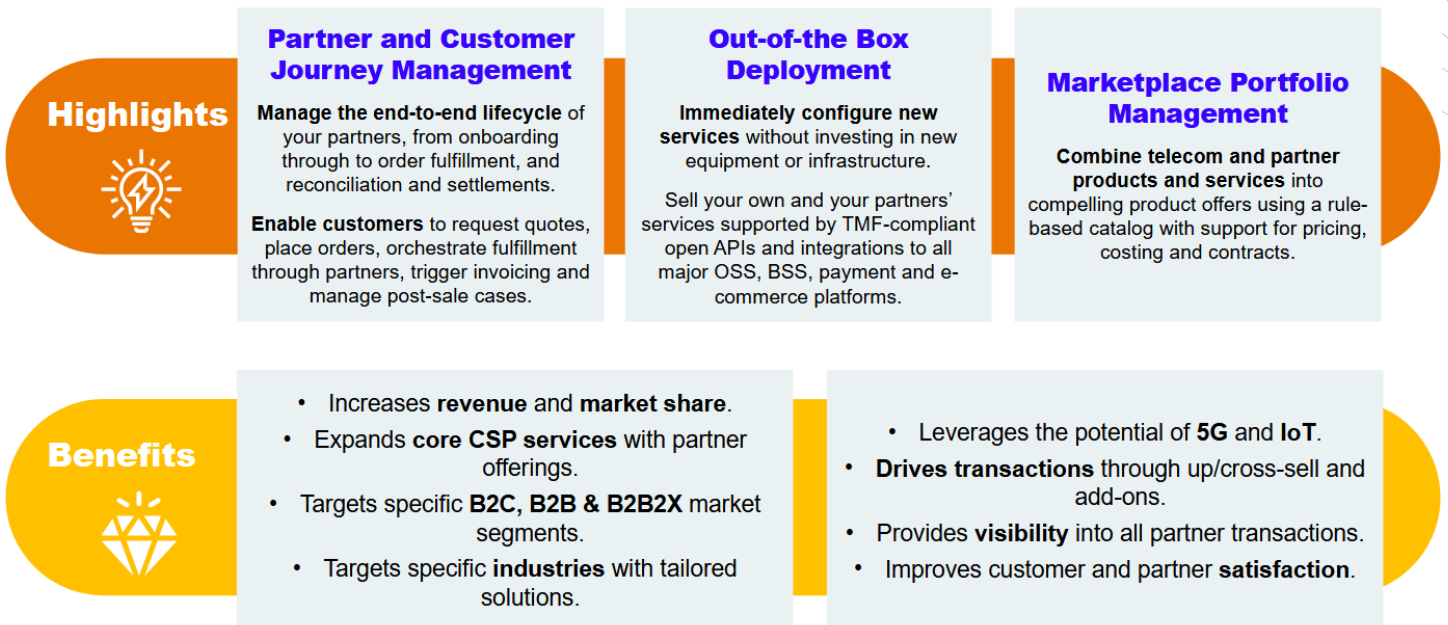 Highlights
Partner and Customer
Journey Management
Manage the end-to-end lifecycle of
your partners, from onboarding
through to order fulfillment, and
reconciliation and settlements.
Enable customers to request quotes,
place orders, orchestrate fulfillment
through partners, trigger invoicing and
manage post-sale cases.
Out-of-the Box
Deployment
Immediately configure new
services without investing in new
equipment or infrastructure.
Sell your own and your partners’
services supported by TMF-compliant
open APIs and integrations to all
major OSS, BSS, payment and e-
commerce platforms.
Marketplace Portfolio
Management
Combine telecom and partner
products and services into
compelling product offers using a rule-
based catalog with support for pricing,
costing and contracts.
Benefits
• Increases revenue and market share.
• Expands core CSP services with partner
offerings.
• Targets specific B2C, B2B & B2B2X market
segments.
• Targets specific industries with tailored
solutions.
• Leverages the potential of 5G and IoT.
• Drives transactions through up/cross-sell and
add-ons.
• Provides visibility into all partner transactions.
• Improves customer and partner satisfaction.